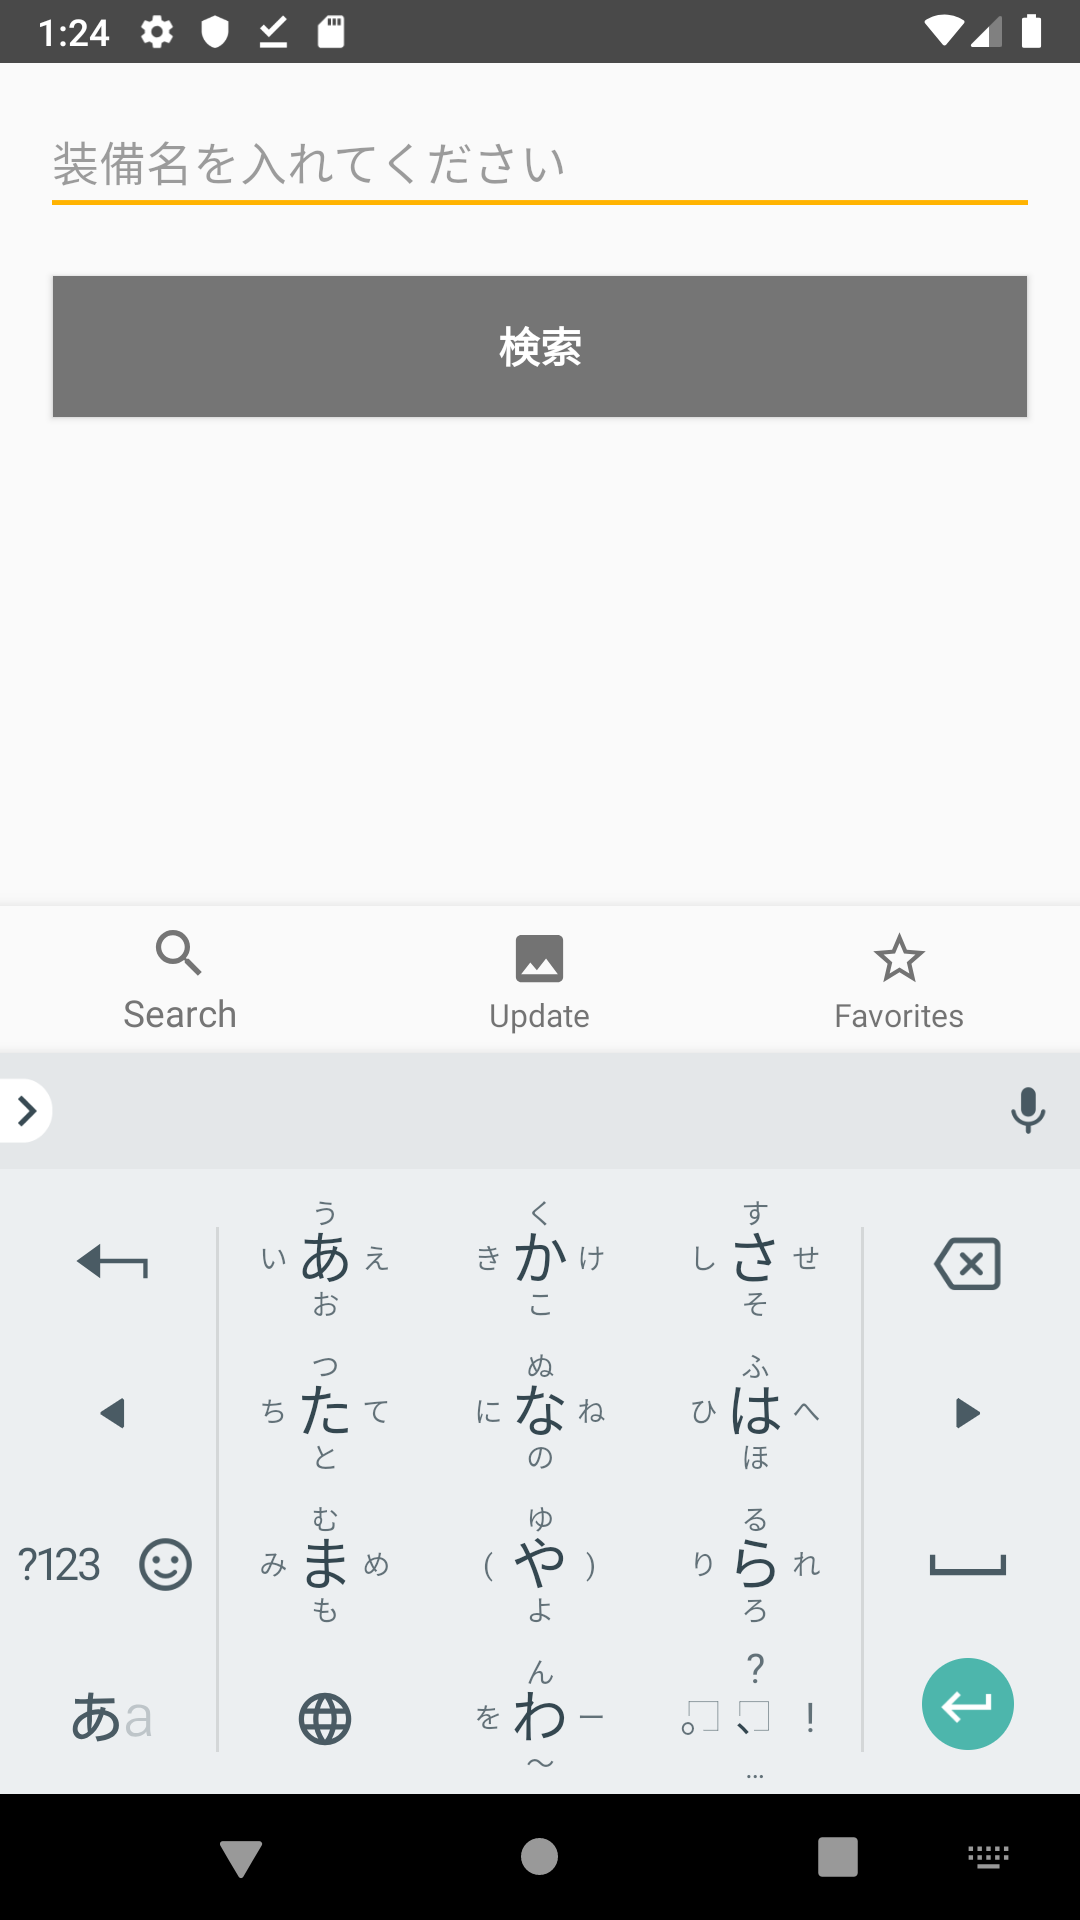 1:24
装備名を入れてください
検索
Search Update Favorites
う く す
い あ え き か け し さ せ
お こ そ
つ ぬ ふ
ち た て に な ね ひ は へ
と の ほ
む ゆ る
?123 み ま め ( や ) り ら れ
も よ ろ
ん ?
あa を わ ー 。 、 !
〜 …